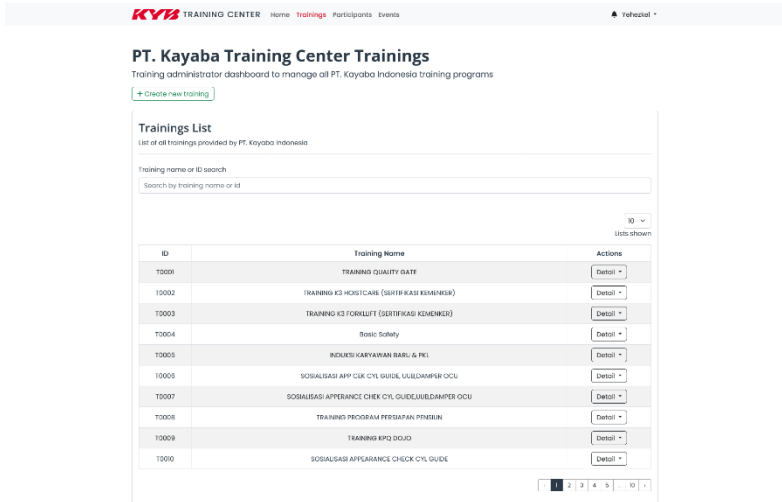 KYB TRAINING CENTER Home Trainings Participants Events Yehezkiel
PT. Kayaba Training Center Trainings
Training administrator dashboard to manage all PT. Kayaba Indonesia training programs
+ Create new training
Trainings List
List of all trainings provided by PT. Kayaba Indonesia
Training name or ID search
Search by training name or id
10
Lists shown
ID Training Name Actions
T0001 TRAINING QUALITY GATE Detail
T0002 TRAINING K3 HOISTCARE (SERTIFIKASI KEMENKER) Detail
T0003 TRAINING K3 FORKLIFT (SERTIFIKASI KEMENKER) Detail
T0004 Basic Safety Detail
T0005 INDUKSI KARYAWAN BARU & PKL Detail
T0006 SOSIALISASI APP CEK CYL GUIDE, UUB,DAMPER OCU Detail
T0007 SOSIALISASI APPERANCE CHEK CYL GUIDE,UUB,DAMPER OCU Detail
T0008 TRAINING PROGRAM PERSIAPAN PENSIUN Detail
T0009 TRAINING KPQ DOJO Detail
T0010 SOSIALISASI APPEARANCE CHECK CYL GUIDE Detail
‹ 1 2 3 4 5 ... 10 ›